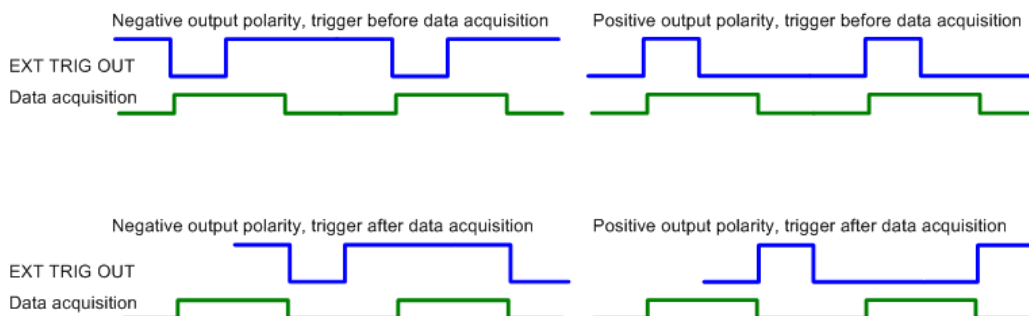 Negative output polarity, trigger before data acquisition
Positive output polarity, trigger before data acquisition
EXT TRIG OUT
Data acquisition
Negative output polarity, trigger after data acquisition
Positive output polarity, trigger after data acquisition
EXT TRIG OUT
Data acquisition